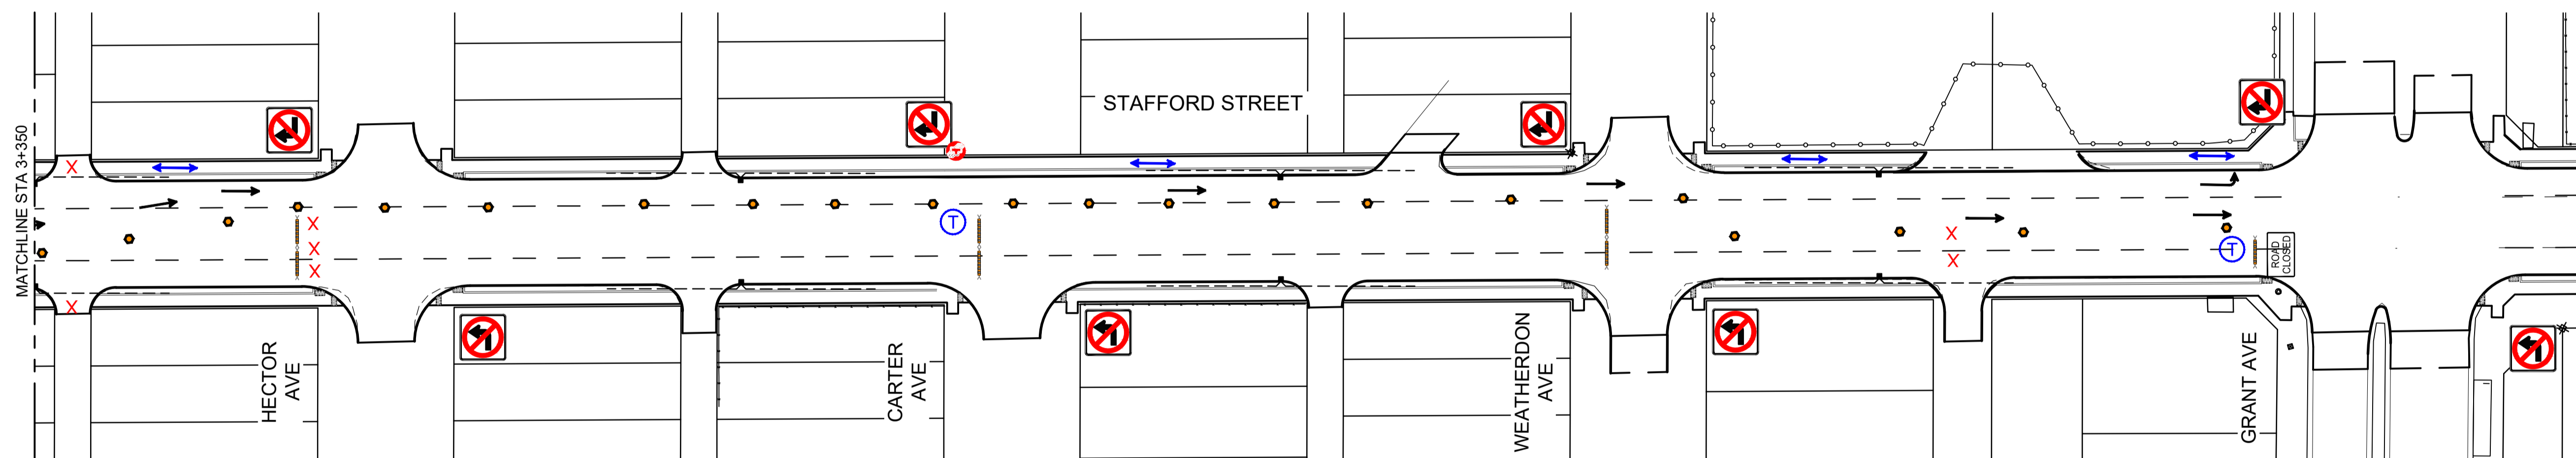 MATCHLINE STA 3+350
X
X
X
X
X
HECTOR
AVE
CARTER
AVE
T
STAFFORD STREET
WEATHERDON
AVE
X
X
GRANT AVE
T
ROAD
CLOSED